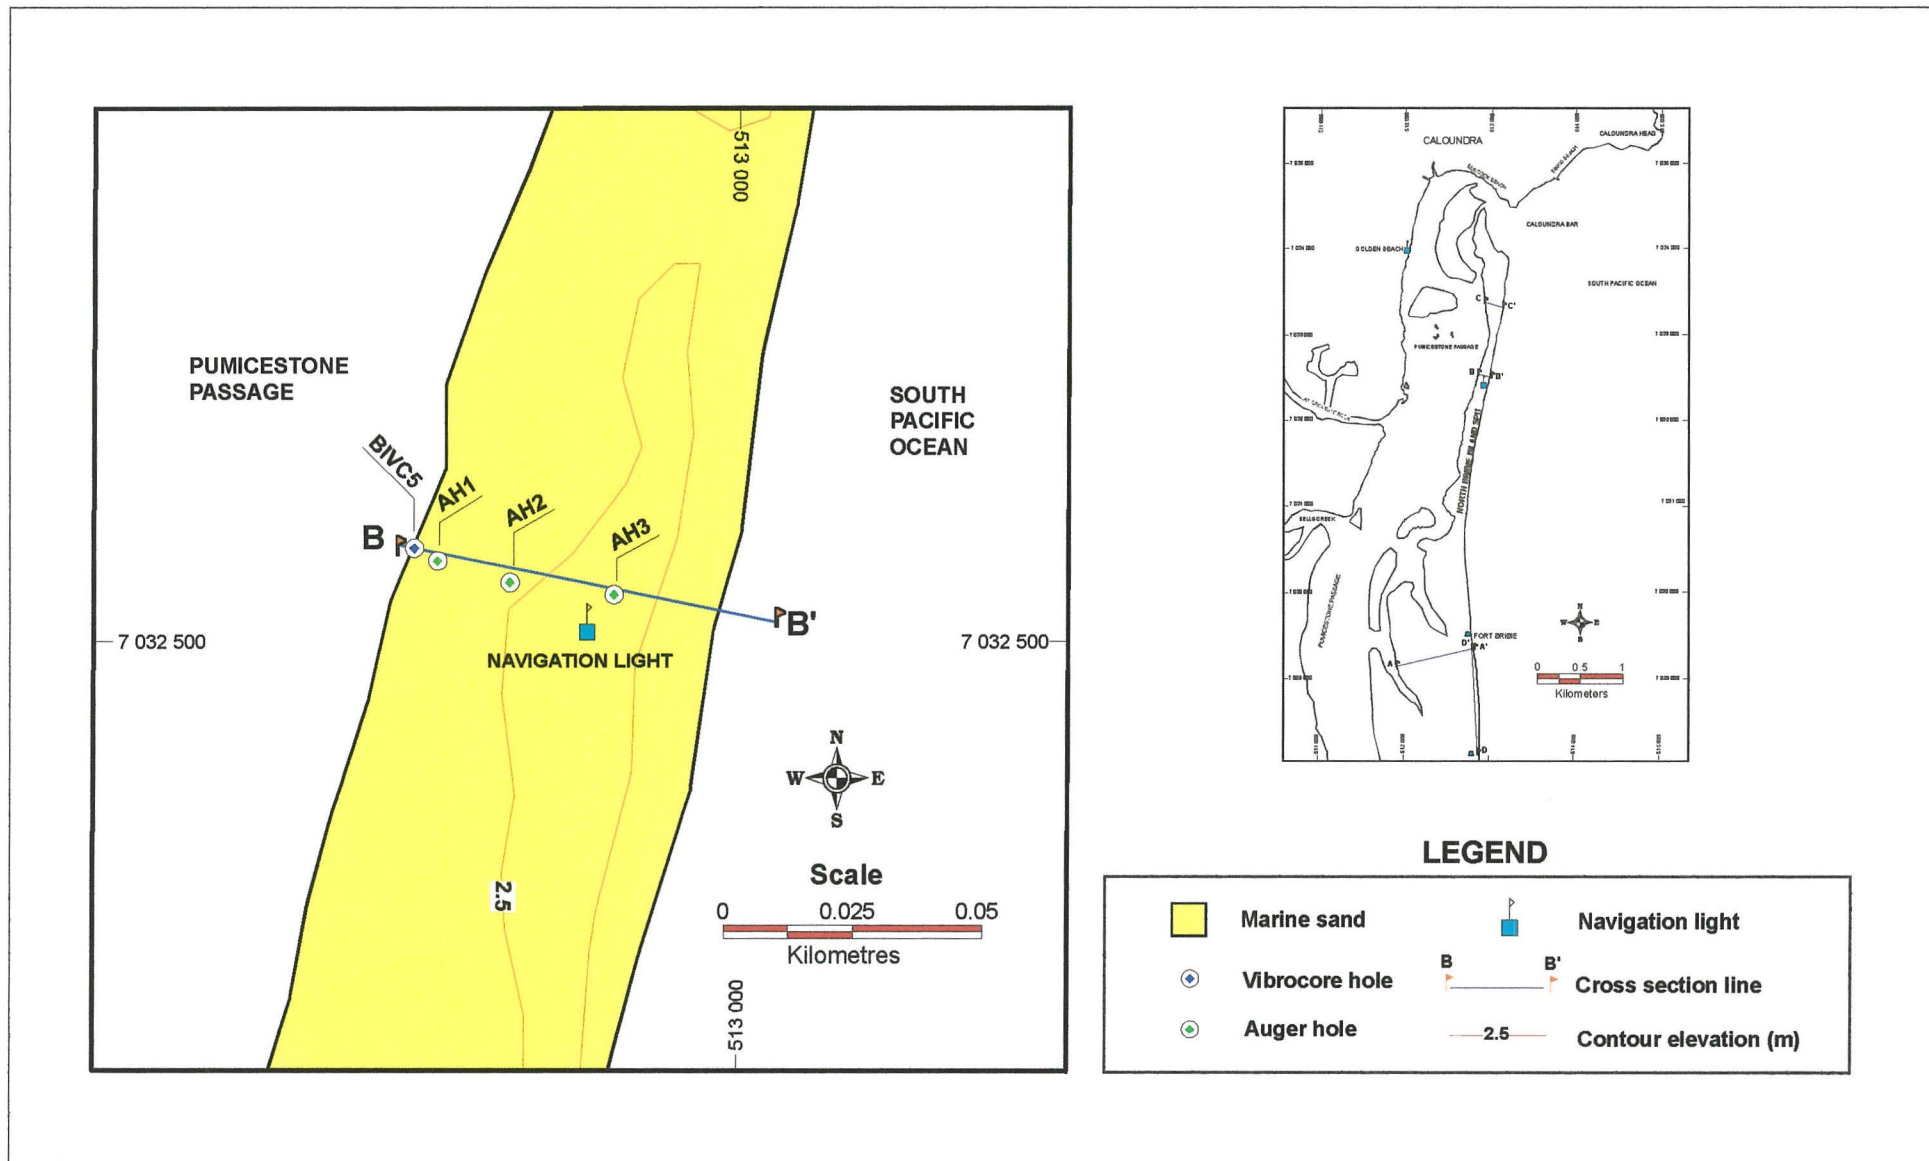 513 000
PUMICESTONE
PASSAGE
SOUTH
PACIFIC
OCEAN
BIVC5
AH1
AH2
AH3
B
B'
7 032 500
7 032 500
NAVIGATION LIGHT
N
W
E
S
2.5
Scale
0
0.025
0.05
Kilometres
513 000
CALOUNDRA
CALOUNDRA HEAD
CALOUNDRA BAR
GOLDEN BEACH
SOUTH PACIFIC OCEAN
C
C'
PUMICESTONE PASSAGE
B
B'
NORTH BRIBIE ISLAND SPIT
BELLS CREEK
PUMICESTONE PASSAGE
N
W
E
S
FORT BRIBIE
D'
A'
A
0
0 5
1
Kilometers
D
LEGEND
Marine sand
Navigation light
Vibrocore hole
B
B'
Cross section line
Auger hole
2.5
Contour elevation (m)